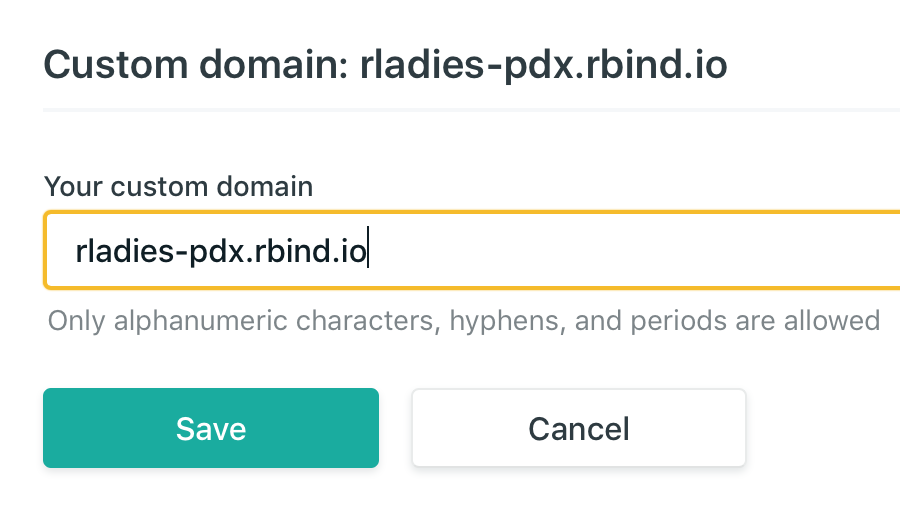 Custom domain: rladies-pdx.rbind.io
Your custom domain
rladies-pdx.rbind.io
Only alphanumeric characters, hyphens, and periods are allowed
Save Cancel